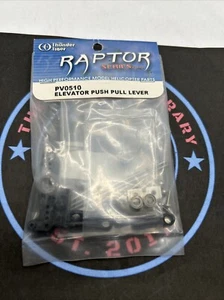 Thunder Tiger
RAPTOR
SERIES
HIGH PERFORMANCE MODEL HELICOPTER PARTS
PV0510
ELEVATOR PUSH PULL LEVER